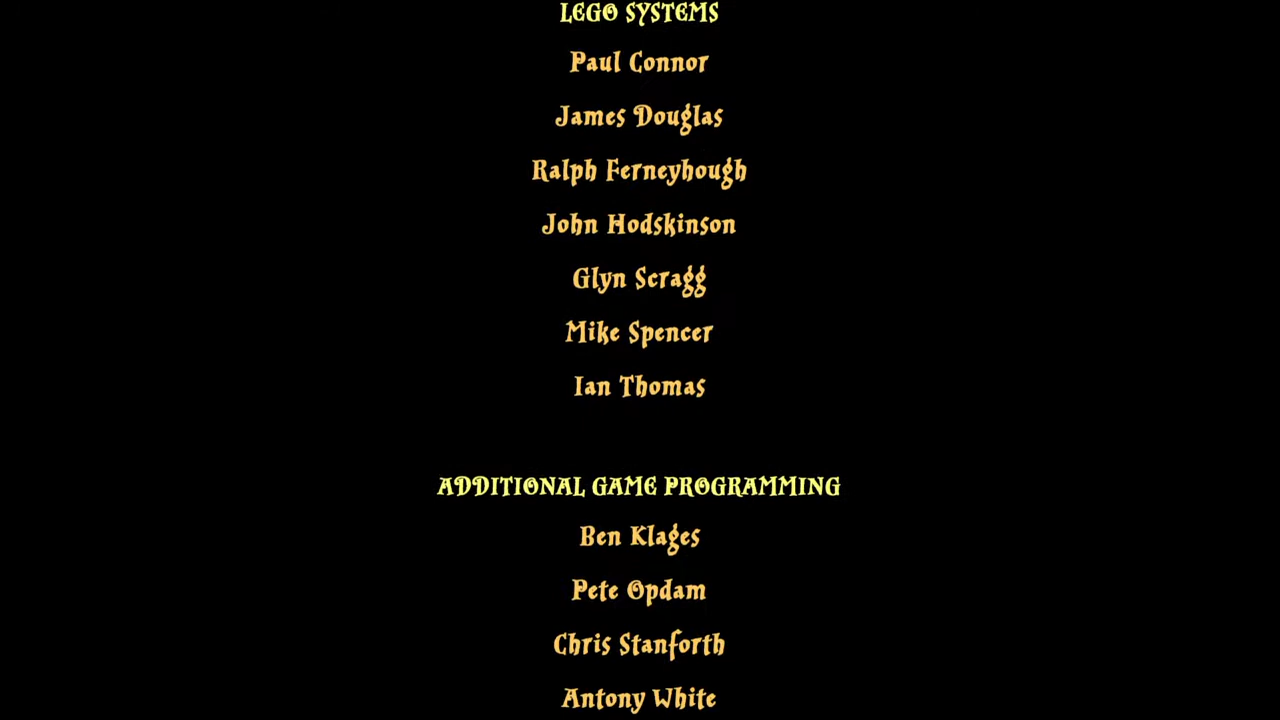 LEGO SYSTEMS
Paul Connor
James Douglas
Ralph Ferneyhough
John Hodskinson
Glyn Scragg
Mike Spencer
Ian Thomas
ADDITIONAL GAME PROGRAMMING
Ben Klages
Pete Opdam
Chris Stanforth
Antony White